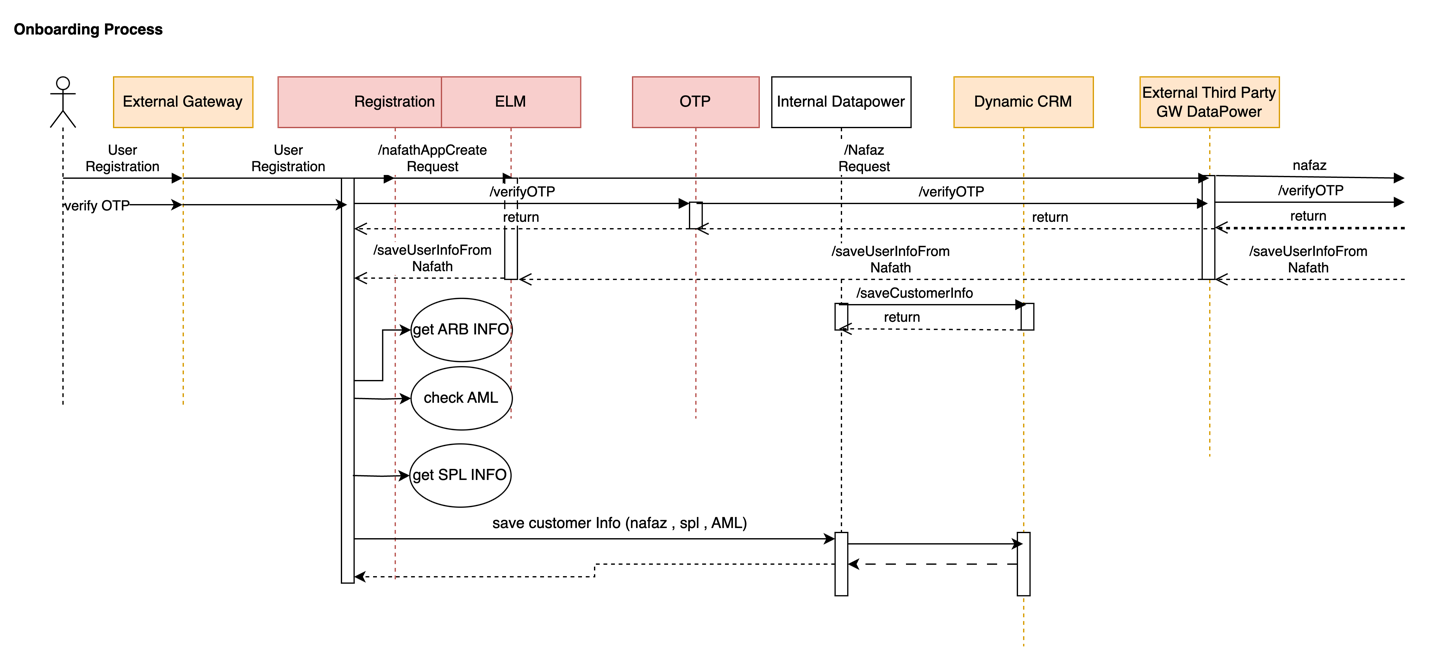 Onboarding Process
External Gateway
Registration
ELM
OTP
Internal Datapower
Dynamic CRM
External Third Party
GW DataPower
User
Registration
User
Registration
/nafathAppCreate
Request
/Nafaz
Request
nafaz
verify OTP
/verifyOTP
/verifyOTP
/verifyOTP
return
return
return
/saveUserInfoFrom
Nafath
/saveUserInfoFrom
Nafath
/saveUserInfoFrom
Nafath
/saveCustomerInfo
return
get ARB INFO
check AML
get SPL INFO
save customer Info (nafaz , spl , AML)